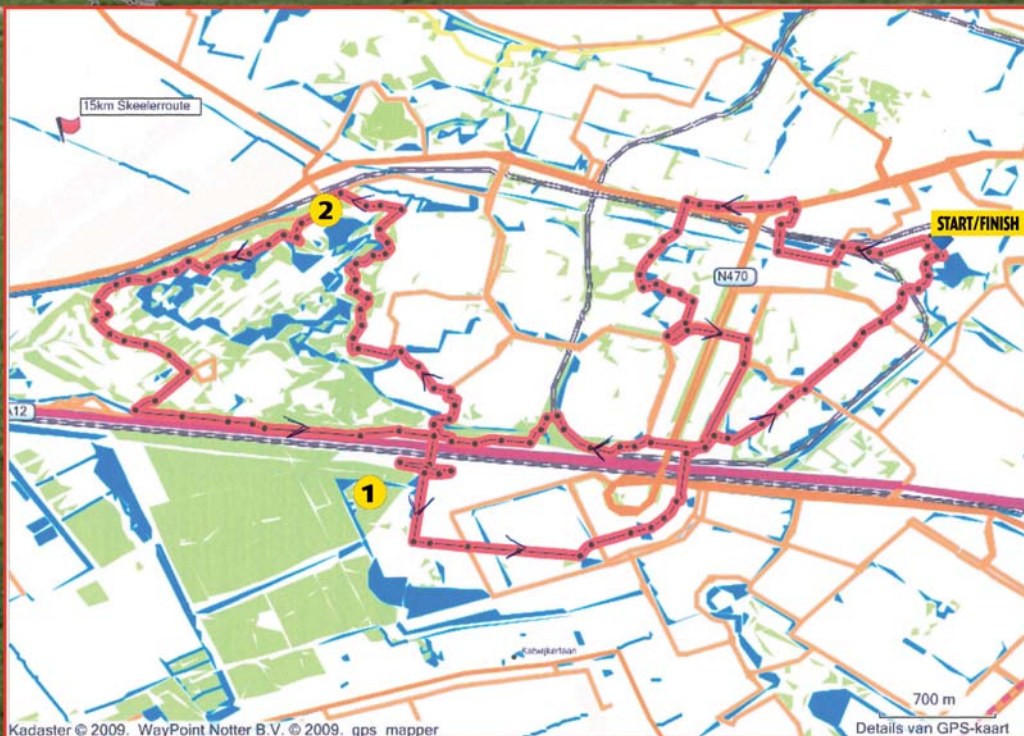 15km Skeelerroute
2
START/FINISH
N470
A12
1
Katwijkerlaan
700 m
Kadaster © 2009. WayPoint Notter B.V. © 2009. gps mapper
Details van GPS-kaart